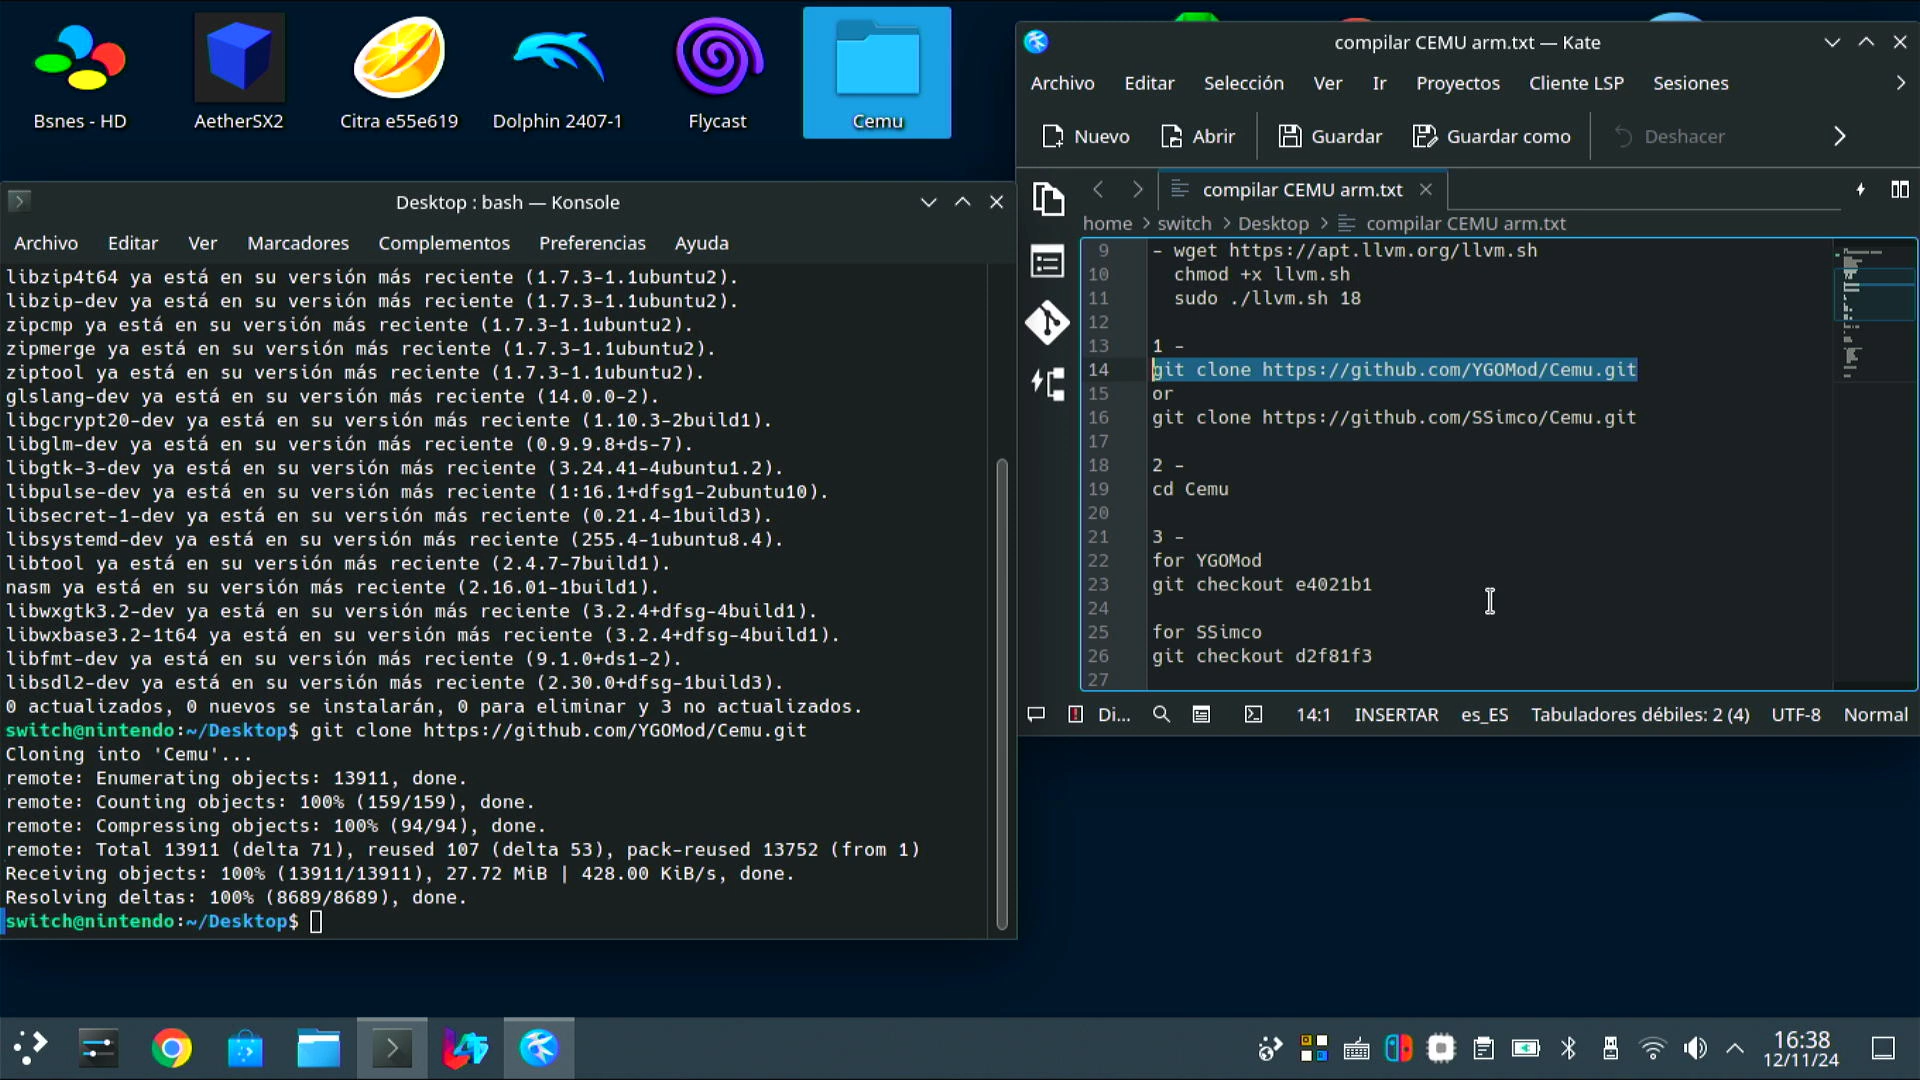 Bsnes - HD
AetherSX2
Citra e55e619
Dolphin 2407-1
Flycast
Cemu
compilar CEMU arm.txt — Kate
Archivo Editar Selección Ver Ir Proyectos Cliente LSP Sesiones
Nuevo Abrir Guardar Guardar como Deshacer
compilar CEMU arm.txt
home > switch > Desktop > compilar CEMU arm.txt
9 - wget https://apt.llvm.org/llvm.sh
10 chmod +x llvm.sh
11 sudo ./llvm.sh 18
12
13 1 -
14 git clone https://github.com/YGOMod/Cemu.git
15 or
16 git clone https://github.com/SSimco/Cemu.git
17
18 2 -
19 cd Cemu
20
21 3 -
22 for YGOMod
23 git checkout e4021b1
24
25 for SSimco
26 git checkout d2f81f3
27
Di... 14:1 INSERTAR es_ES Tabuladores débiles: 2 (4) UTF-8 Normal
Desktop : bash — Konsole
Archivo Editar Ver Marcadores Complementos Preferencias Ayuda
libzip4t64 ya está en su versión más reciente (1.7.3-1.1ubuntu2).
libzip-dev ya está en su versión más reciente (1.7.3-1.1ubuntu2).
zipcmp ya está en su versión más reciente (1.7.3-1.1ubuntu2).
zipmerge ya está en su versión más reciente (1.7.3-1.1ubuntu2).
ziptool ya está en su versión más reciente (1.7.3-1.1ubuntu2).
glslang-dev ya está en su versión más reciente (14.0.0-2).
libgcrypt20-dev ya está en su versión más reciente (1.10.3-2build1).
libglm-dev ya está en su versión más reciente (0.9.9.8+ds-7).
libgtk-3-dev ya está en su versión más reciente (3.24.41-4ubuntu1.2).
libpulse-dev ya está en su versión más reciente (1:16.1+dfsg1-2ubuntu10).
libsecret-1-dev ya está en su versión más reciente (0.21.4-1build3).
libsystemd-dev ya está en su versión más reciente (255.4-1ubuntu8.4).
libtool ya está en su versión más reciente (2.4.7-7build1).
nasm ya está en su versión más reciente (2.16.01-1build1).
libwxgtk3.2-dev ya está en su versión más reciente (3.2.4+dfsg-4build1).
libwxbase3.2-1t64 ya está en su versión más reciente (3.2.4+dfsg-4build1).
libfmt-dev ya está en su versión más reciente (9.1.0+ds1-2).
libsdl2-dev ya está en su versión más reciente (2.30.0+dfsg-1build3).
0 actualizados, 0 nuevos se instalarán, 0 para eliminar y 3 no actualizados.
switch@nintendo:~/Desktop$ git clone https://github.com/YGOMod/Cemu.git
Cloning into 'Cemu'...
remote: Enumerating objects: 13911, done.
remote: Counting objects: 100% (159/159), done.
remote: Compressing objects: 100% (94/94), done.
remote: Total 13911 (delta 71), reused 107 (delta 53), pack-reused 13752 (from 1)
Receiving objects: 100% (13911/13911), 27.72 MiB | 428.00 KiB/s, done.
Resolving deltas: 100% (8689/8689), done.
switch@nintendo:~/Desktop$
16:38
12/11/24